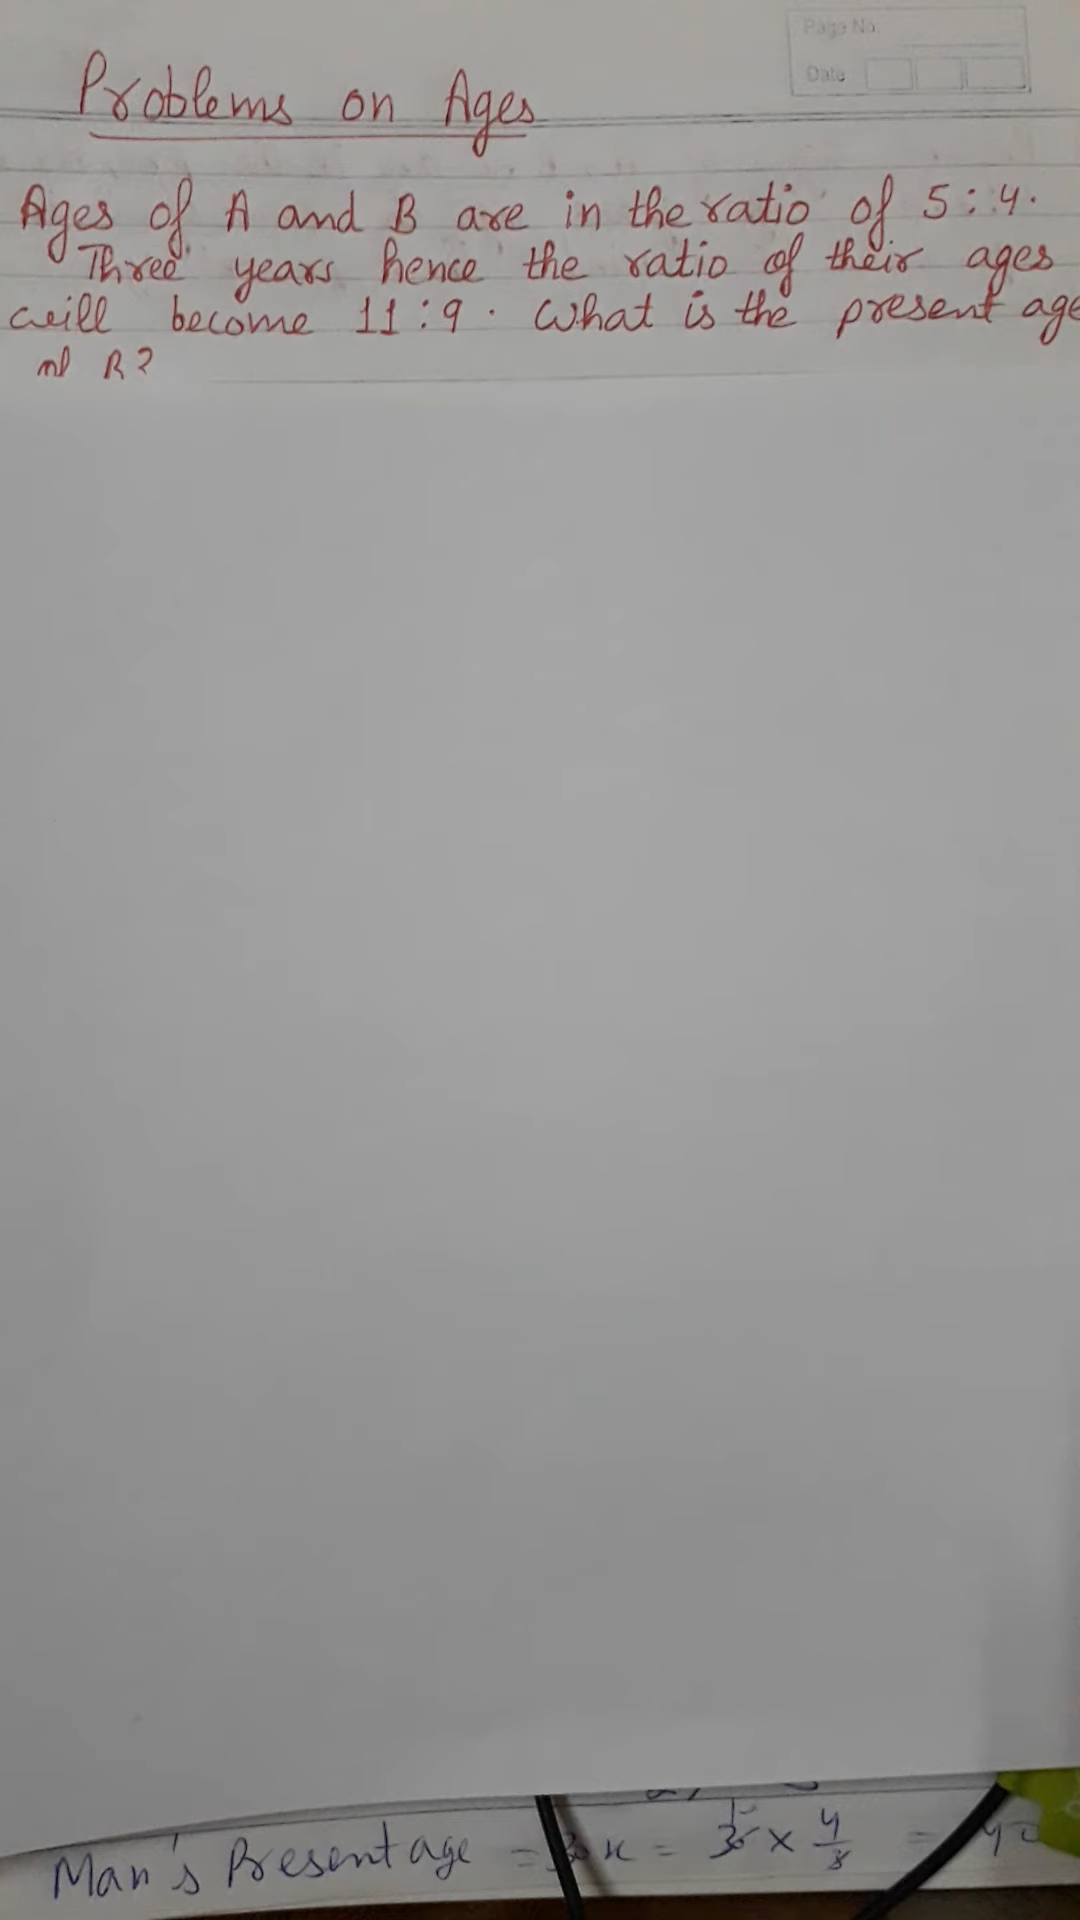 Page No.
Date
Problems on Ages
Ages of A and B are in the ratio of 5:4.
Three years hence the ratio of their ages
will become 11:9. What is the present age
of B?
Man's Present age = x = × 4/